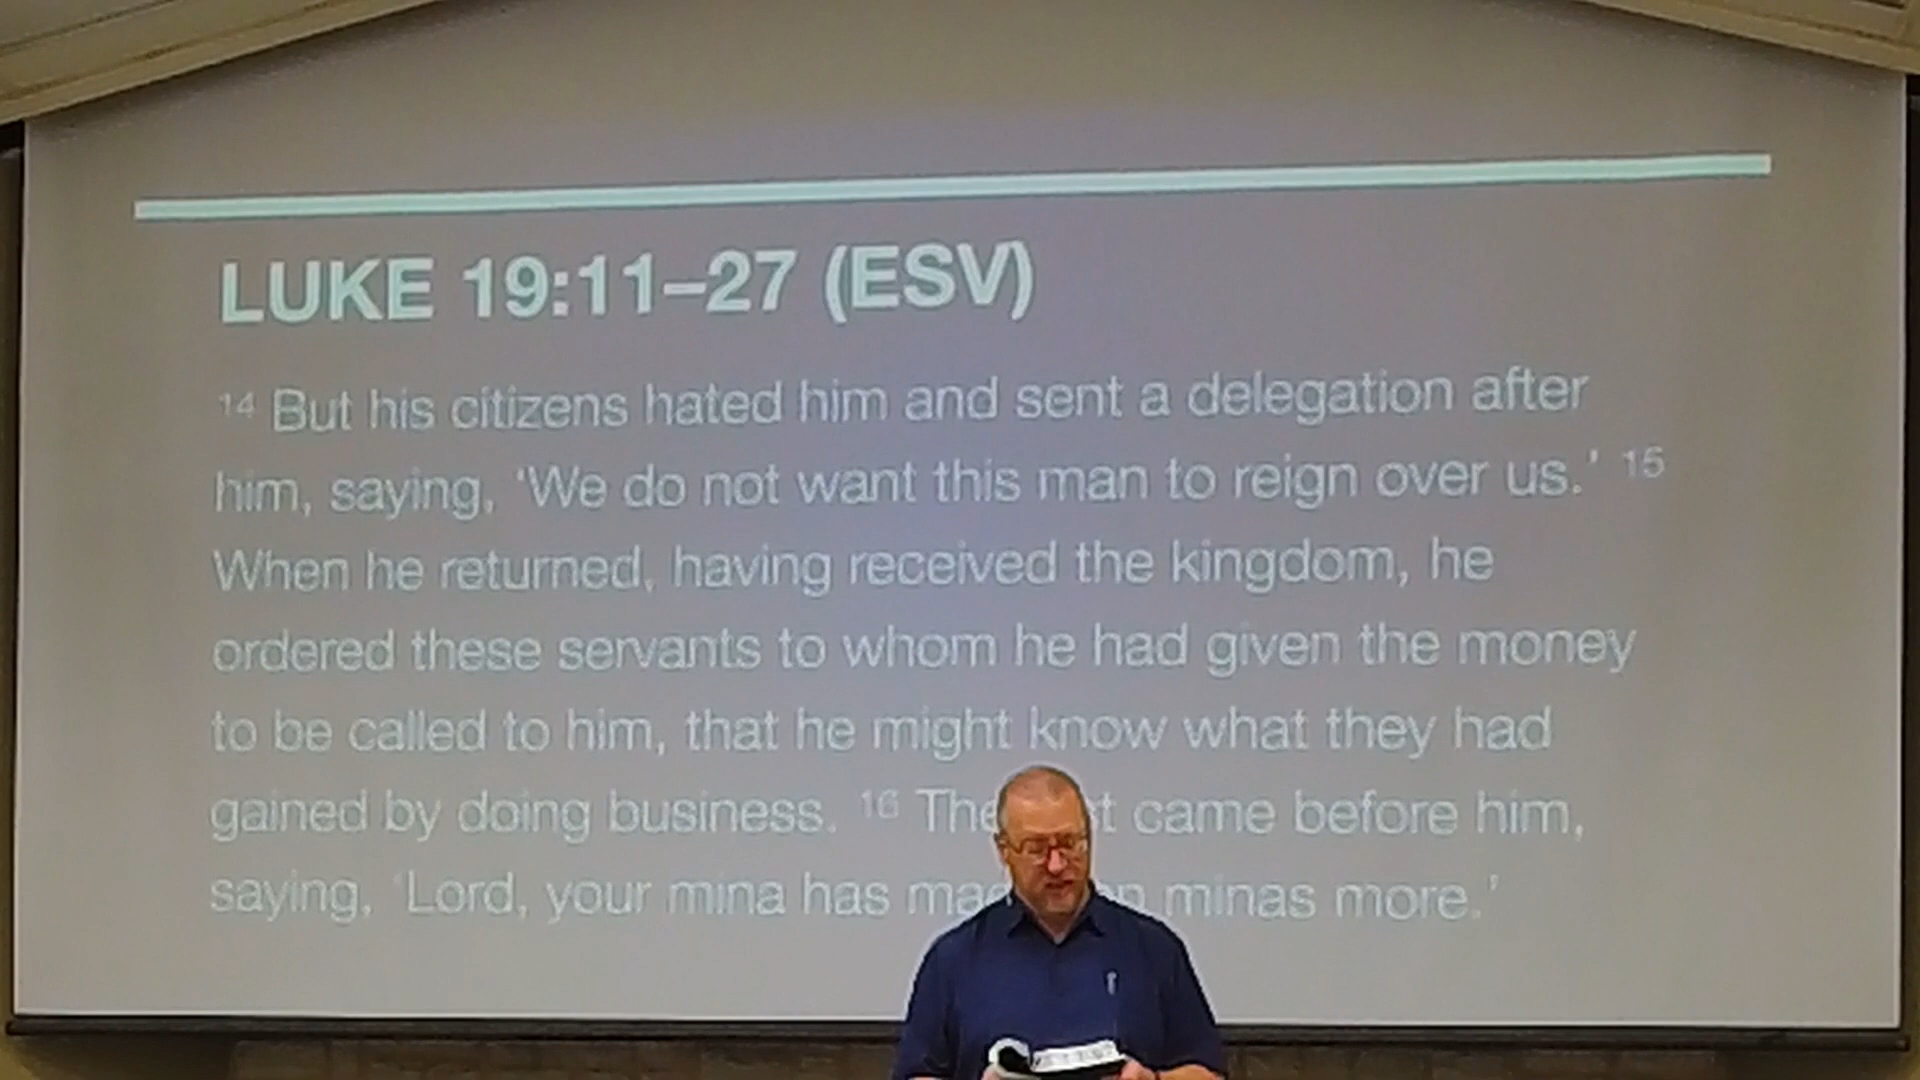 LUKE 19:11–27 (ESV)
14 But his citizens hated him and sent a delegation after
him, saying, ‘We do not want this man to reign over us.’ 15
When he returned, having received the kingdom, he
ordered these servants to whom he had given the money
to be called to him, that he might know what they had
gained by doing business. 16 The came before him,
saying, ‘Lord, your mina has minas more.’